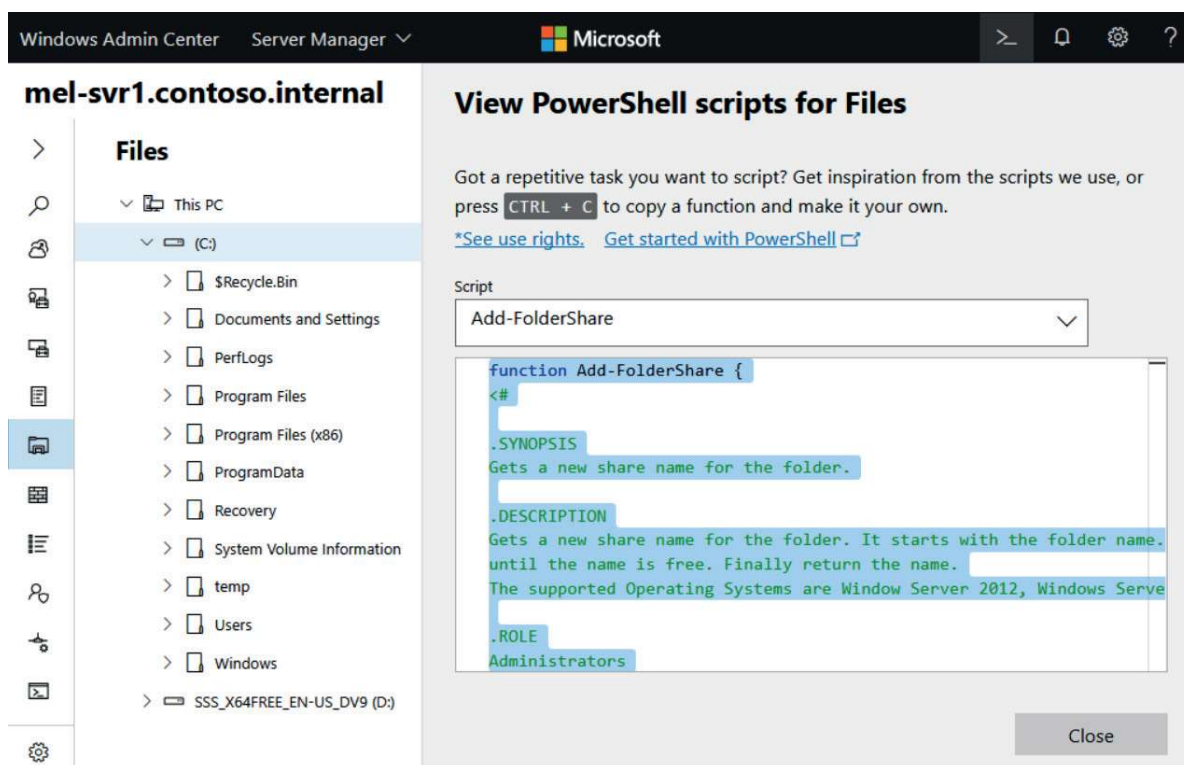 Windows Admin Center Server Manager Microsoft >_ ?
mel-svr1.contoso.internal
Files
This PC
(C:)
$Recycle.Bin
Documents and Settings
PerfLogs
Program Files
Program Files (x86)
ProgramData
Recovery
System Volume Information
temp
Users
Windows
SSS_X64FREE_EN-US_DV9 (D:)
View PowerShell scripts for Files
Got a repetitive task you want to script? Get inspiration from the scripts we use, or
press CTRL + C to copy a function and make it your own.
*See use rights. Get started with PowerShell
Script
Add-FolderShare
function Add-FolderShare {
<#
.SYNOPSIS
Gets a new share name for the folder.
.DESCRIPTION
Gets a new share name for the folder. It starts with the folder name.
until the name is free. Finally return the name.
The supported Operating Systems are Window Server 2012, Windows Serve
.ROLE
Administrators
Close